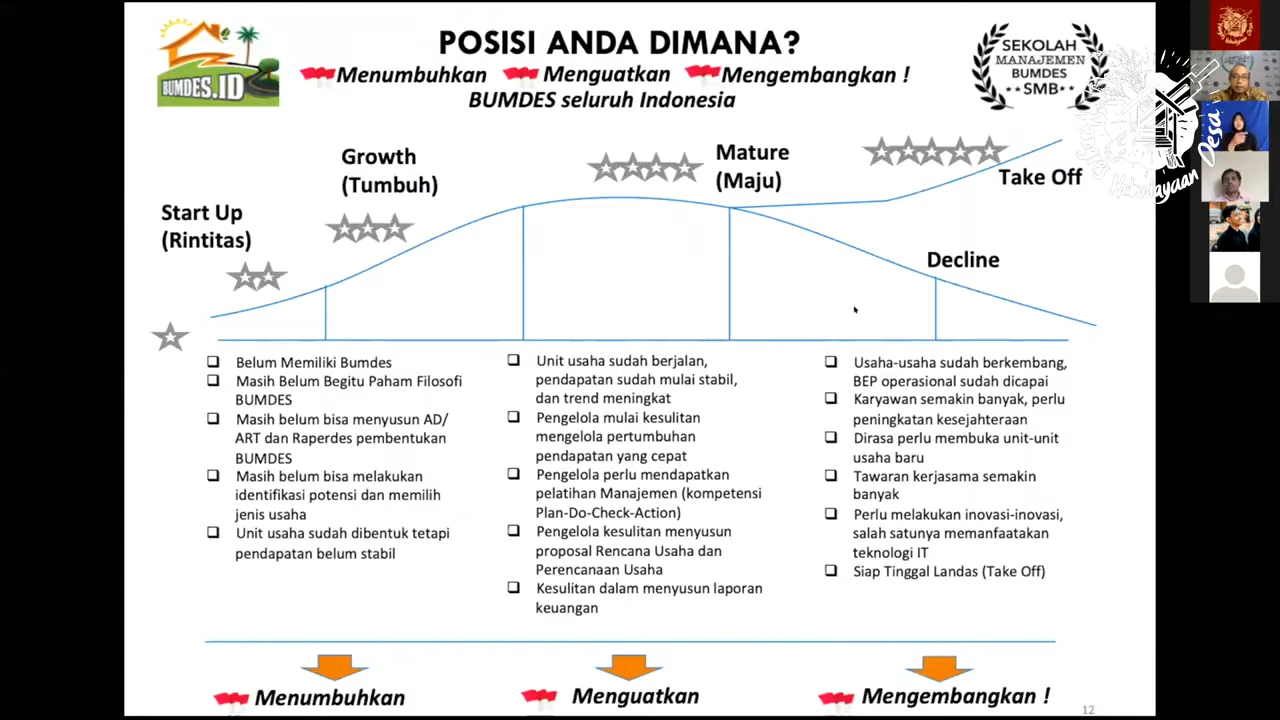 POSISI ANDA DIMANA?
Menumbuhkan Menguatkan Mengembangkan !
BUMDES seluruh Indonesia
BUMDES.ID
SEKOLAH
MANAJEMEN
BUMDES
SMB
Start Up
(Rintitas)
Growth
(Tumbuh)
Mature
(Maju)
Take Off
Decline
❑ Belum Memiliki Bumdes
❑ Masih Belum Begitu Paham Filosofi
BUMDES
❑ Masih belum bisa menyusun AD/
ART dan Raperdes pembentukan
BUMDES
❑ Masih belum bisa melakukan
identifikasi potensi dan memilih
jenis usaha
❑ Unit usaha sudah dibentuk tetapi
pendapatan belum stabil
❑ Unit usaha sudah berjalan,
pendapatan sudah mulai stabil,
dan trend meningkat
❑ Pengelola mulai kesulitan
mengelola pertumbuhan
pendapatan yang cepat
❑ Pengelola perlu mendapatkan
pelatihan Manajemen (kompetensi
Plan-Do-Check-Action)
❑ Pengelola kesulitan menyusun
proposal Rencana Usaha dan
Perencanaan Usaha
❑ Kesulitan dalam menyusun laporan
keuangan
❑ Usaha-usaha sudah berkembang,
BEP operasional sudah dicapai
❑ Karyawan semakin banyak, perlu
peningkatan kesejahteraan
❑ Dirasa perlu membuka unit-unit
usaha baru
❑ Tawaran kerjasama semakin
banyak
❑ Perlu melakukan inovasi-inovasi,
salah satunya memanfaatakan
teknologi IT
❑ Siap Tinggal Landas (Take Off)
Menumbuhkan
Menguatkan
Mengembangkan !
12
Desa